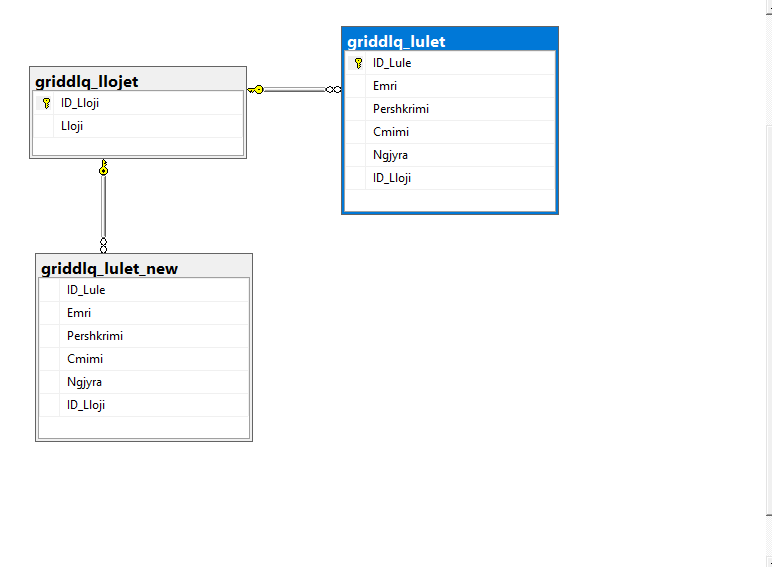 griddlq_llojet
ID_Lloji
Lloji
griddlq_lulet
ID_Lule
Emri
Pershkrimi
Cmimi
Ngjyra
ID_Lloji
griddlq_lulet_new
ID_Lule
Emri
Pershkrimi
Cmimi
Ngjyra
ID_Lloji